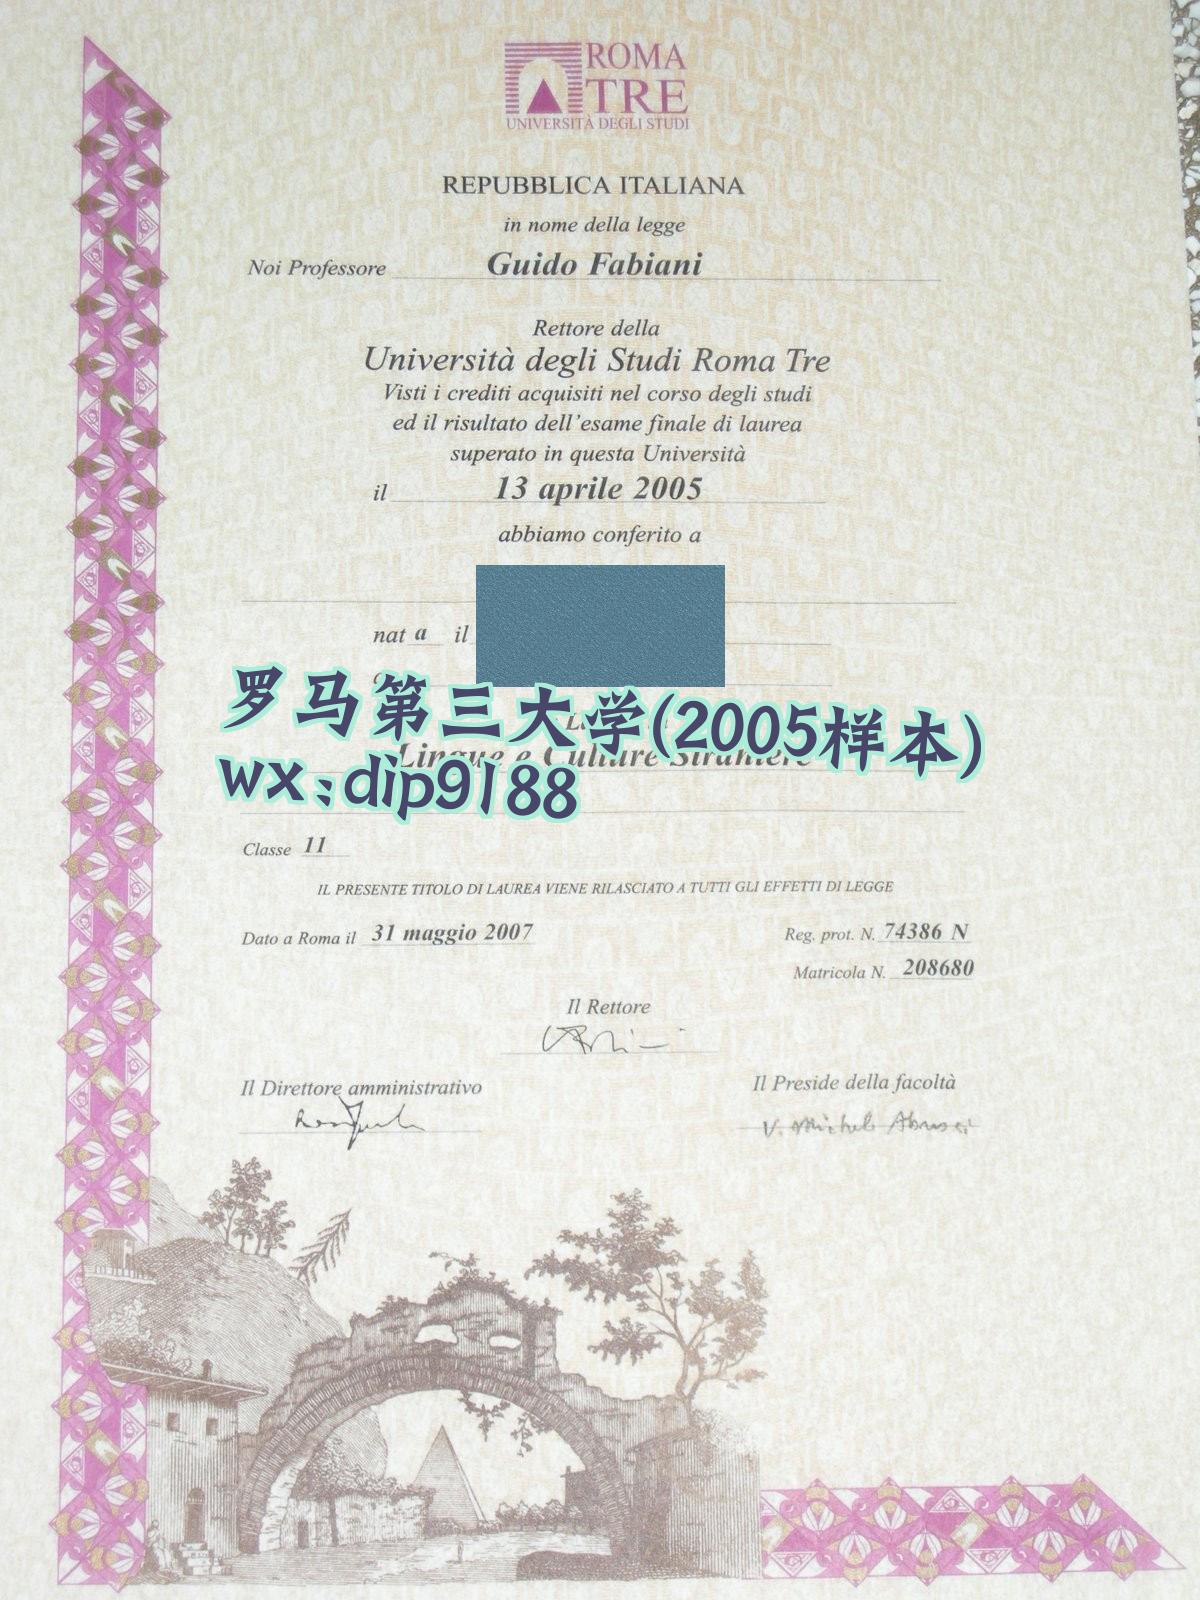 ROMA
TRE
UNIVERSITÀ DEGLI STUDI
REPUBBLICA ITALIANA
in nome della legge
Noi Professore Guido Fabiani
Rettore della
Università degli Studi Roma Tre
Visti i crediti acquisiti nel corso degli studi
ed il risultato dell'esame finale di laurea
superato in questa Università
il 13 aprile 2005
abbiamo conferito a
nat a il
罗马第三大学(2005样本)
Lingue e Culture Straniere
wx:dip9188
Classe 11
IL PRESENTE TITOLO DI LAUREA VIENE RILASCIATO A TUTTI GLI EFFETTI DI LEGGE
Dato a Roma il 31 maggio 2007
Reg. prot. N. 74386 N
Matricola N. 208680
Il Rettore
Il Direttore amministrativo
Il Preside della facoltà